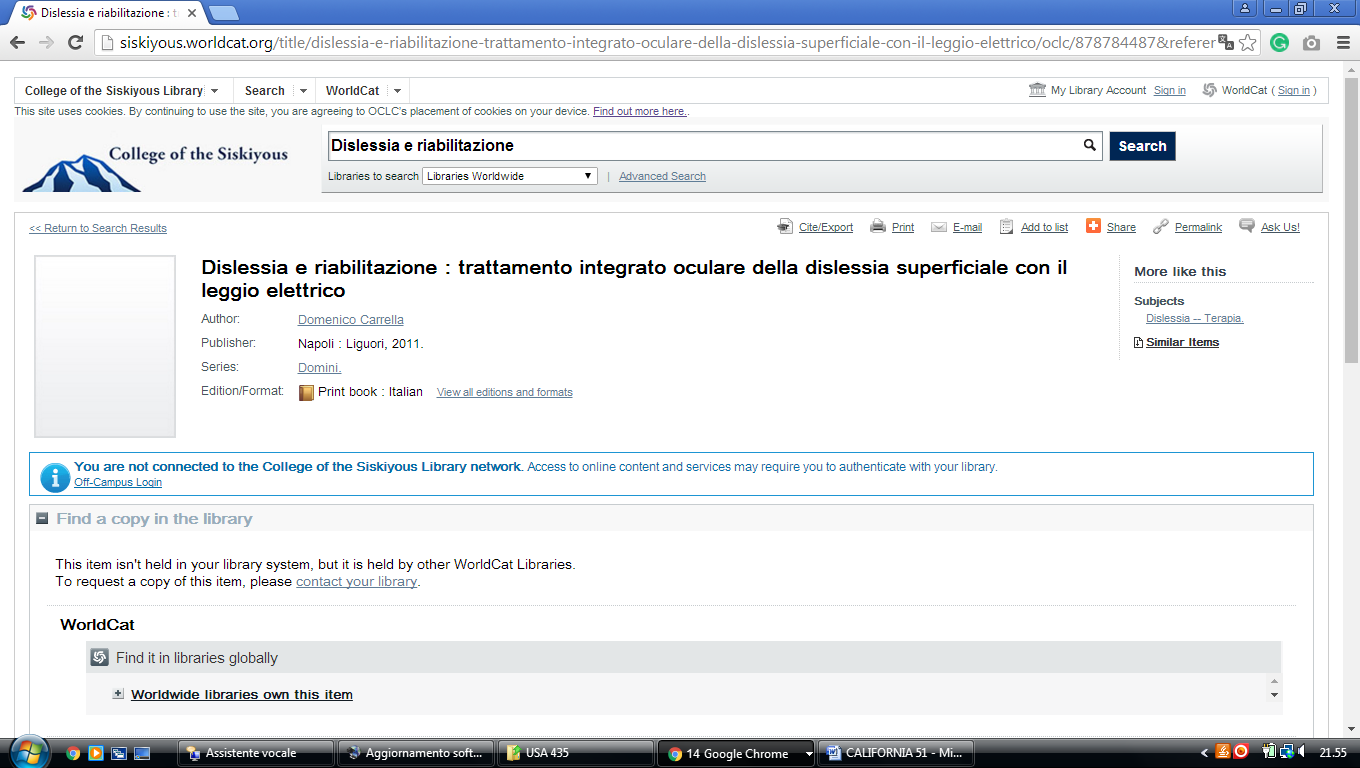 Dislessia e riabilitazione : t
siskiyous.worldcat.org/title/dislessia-e-riabilitazione-trattamento-integrato-oculare-della-dislessia-superficiale-con-il-leggio-elettrico/oclc/878784487&referer
College of the Siskiyous Library Search WorldCat My Library Account Sign in WorldCat ( Sign in )
This site uses cookies. By continuing to use the site, you are agreeing to OCLC's placement of cookies on your device. Find out more here..
College of the Siskiyous
Dislessia e riabilitazione Search
Libraries to search Libraries Worldwide | Advanced Search
<< Return to Search Results Cite/Export Print E-mail Add to list Share Permalink Ask Us!
Dislessia e riabilitazione : trattamento integrato oculare della dislessia superficiale con il
leggio elettrico
Author: Domenico Carrella
Publisher: Napoli : Liguori, 2011.
Series: Domini.
Edition/Format: Print book : Italian View all editions and formats
More like this
Subjects
Dislessia -- Terapia.
Similar Items
You are not connected to the College of the Siskiyous Library network. Access to online content and services may require you to authenticate with your library.
Off-Campus Login
Find a copy in the library
This item isn't held in your library system, but it is held by other WorldCat Libraries.
To request a copy of this item, please contact your library.
WorldCat
Find it in libraries globally
Worldwide libraries own this item
Assistente vocale Aggiornamento soft... USA 435 14 Google Chrome CALIFORNIA 51 - Mi... 21.55